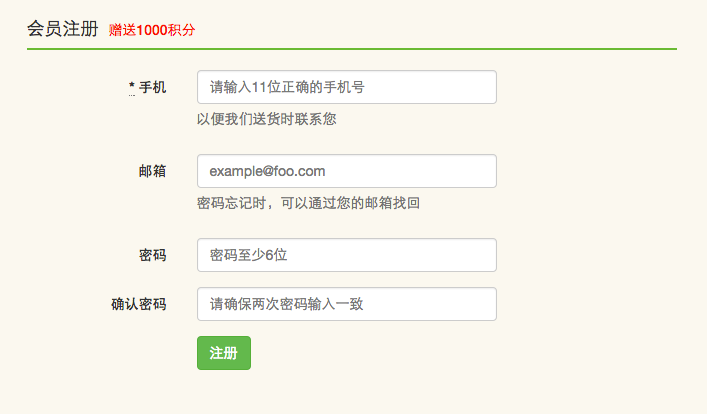 会员注册 赠送1000积分
* 手机 请输入11位正确的手机号
以便我们送货时联系您
邮箱 example@foo.com
密码忘记时，可以通过您的邮箱找回
密码 密码至少6位
确认密码 请确保两次密码输入一致
注册